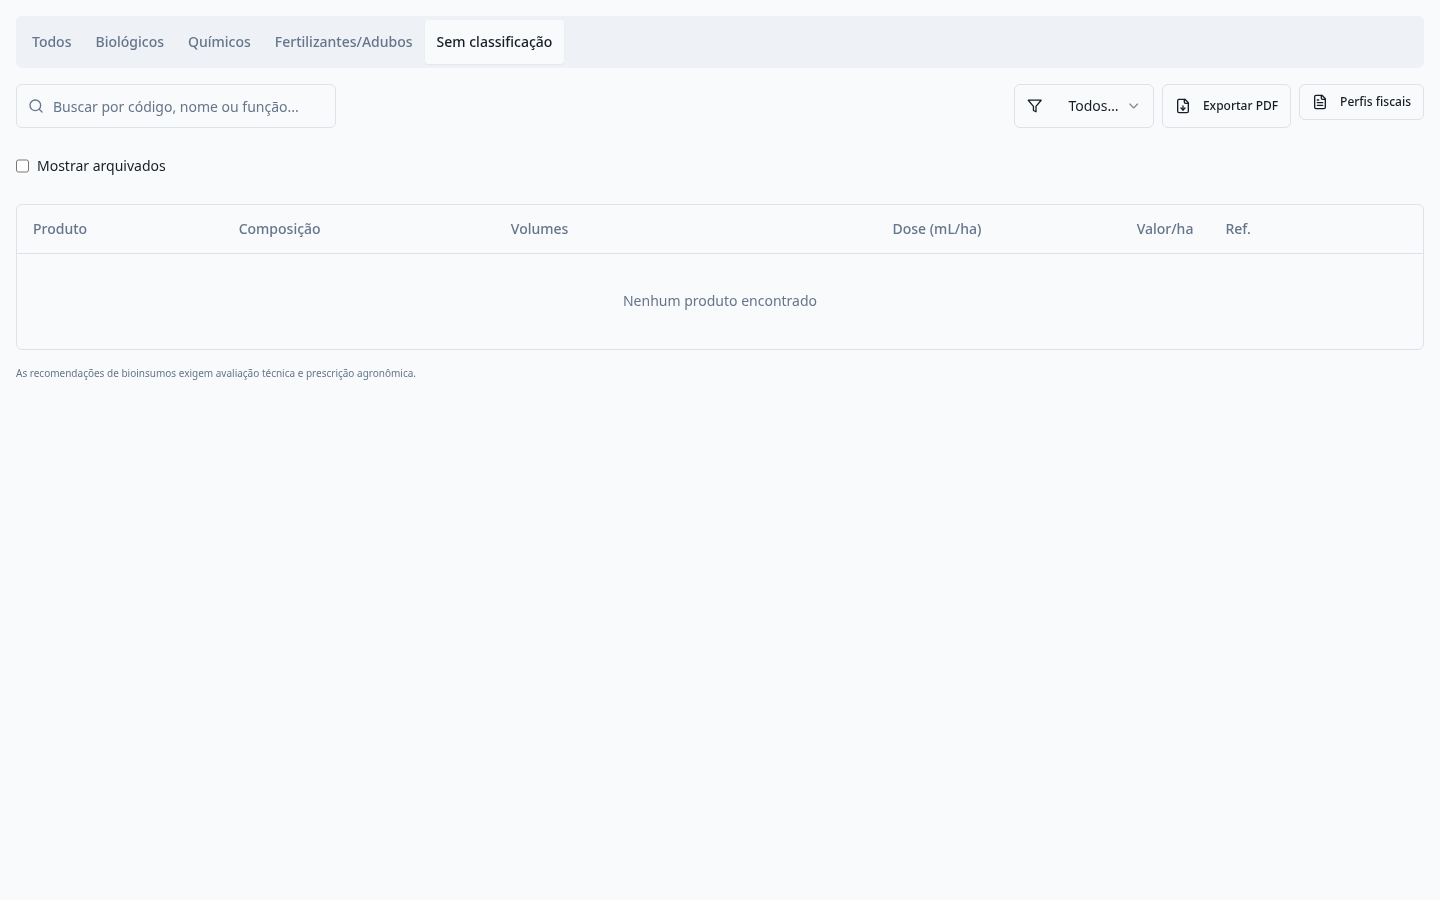 Todos Biológicos Químicos Fertilizantes/Adubos Sem classificação
Buscar por código, nome ou função... Todos... Exportar PDF Perfis fiscais
Mostrar arquivados
Produto Composição Volumes Dose (mL/ha) Valor/ha Ref.
Nenhum produto encontrado
As recomendações de bioinsumos exigem avaliação técnica e prescrição agronômica.